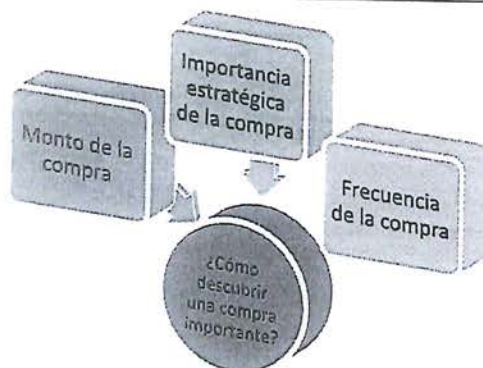 Monto de la
compra
Importancia
estratégica
de la compra
Frecuencia
de la compra
¿Cómo
descubrir
una compra
importante?